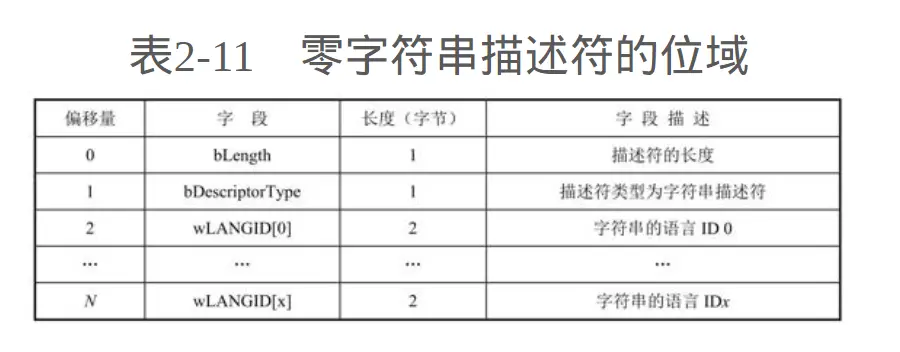 表2-11 零字符串描述符的位域
偏移量 字 段 长度（字节） 字 段 描 述
0 bLength 1 描述符的长度
1 bDescriptorType 1 描述符类型为字符串描述符
2 wLANGID[0] 2 字符串的语言 ID 0
… … … …
N wLANGID[x] 2 字符串的语言 IDx